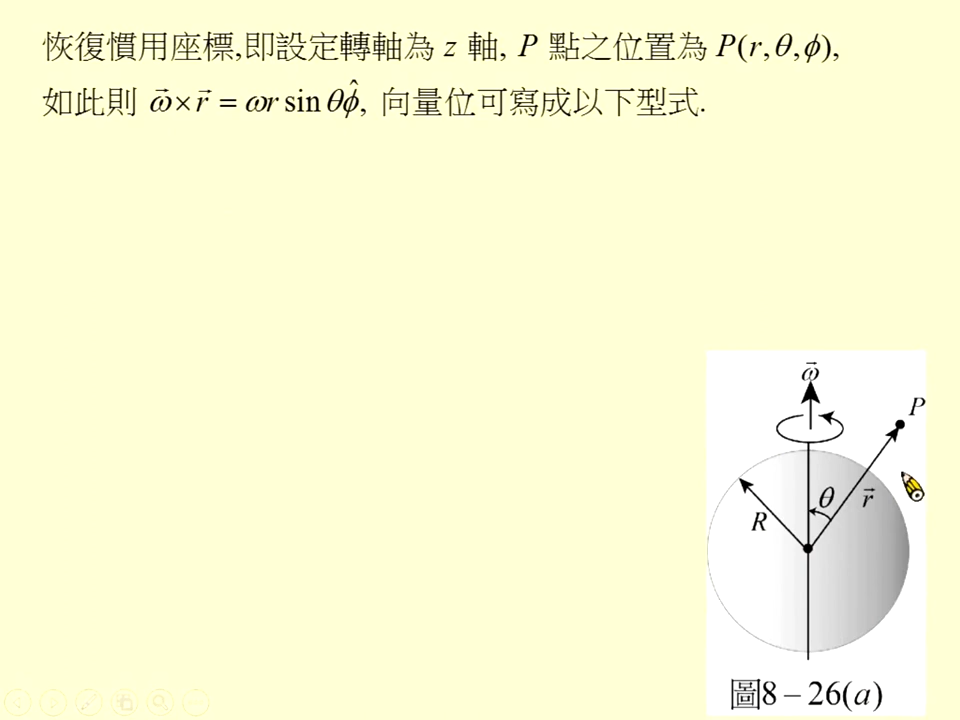 恢復慣用座標,即設定轉軸為 z 軸, P 點之位置為 P(r,θ,ϕ),
如此則 ω⃗×r⃗ = ωr sin θϕ̂, 向量位可寫成以下型式.
ω⃗
P
θ
r⃗
R
圖8–26(a)